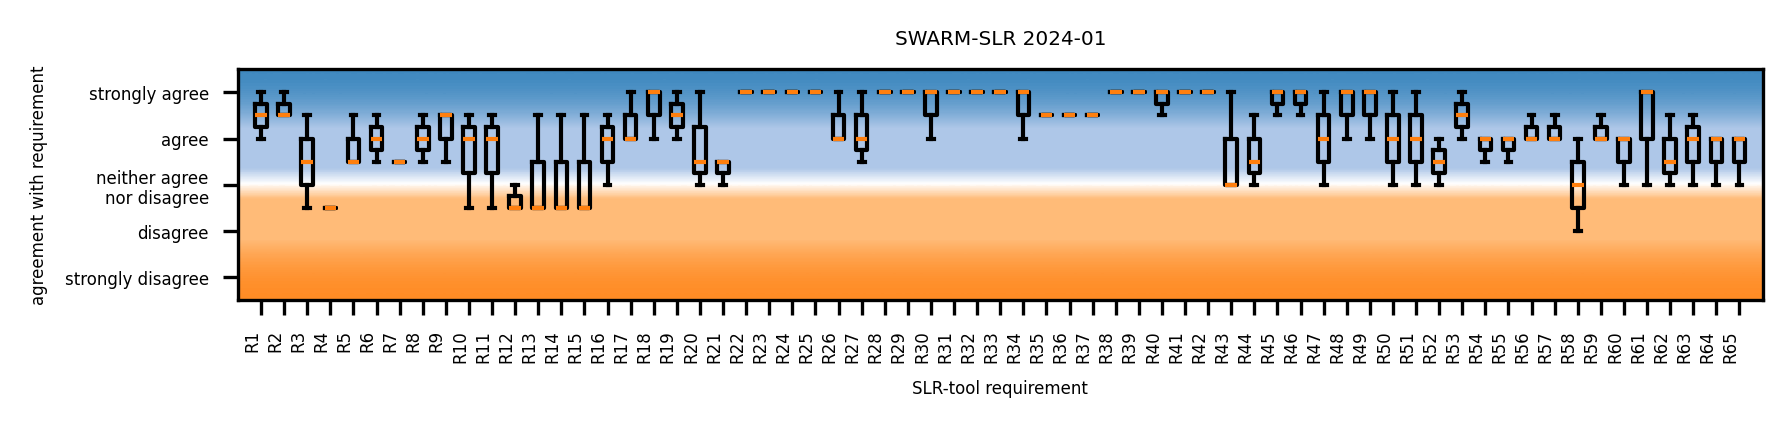 SWARM-SLR 2024-01
agreement with requirement
strongly agree
agree
neither agree
nor disagree
disagree
strongly disagree
R1
R2
R3
R4
R5
R6
R7
R8
R9
R10
R11
R12
R13
R14
R15
R16
R17
R18
R19
R20
R21
R22
R23
R24
R25
R26
R27
R28
R29
R30
R31
R32
R33
R34
R35
R36
R37
R38
R39
R40
R41
R42
R43
R44
R45
R46
R47
R48
R49
R50
R51
R52
R53
R54
R55
R56
R57
R58
R59
R60
R61
R62
R63
R64
R65
SLR-tool requirement